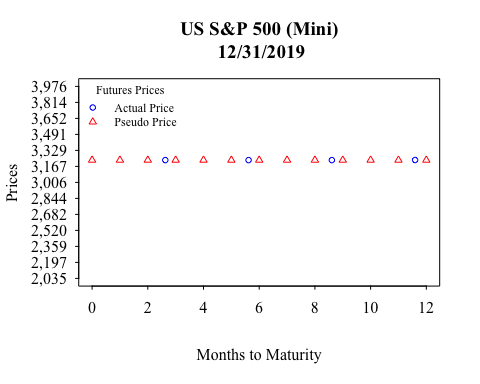 US S&P 500 (Mini)
12/31/2019
Futures Prices
Actual Price
Pseudo Price
Prices
3,976
3,814
3,652
3,491
3,329
3,167
3,006
2,844
2,682
2,520
2,359
2,197
2,035
0 2 4 6 8 10 12
Months to Maturity